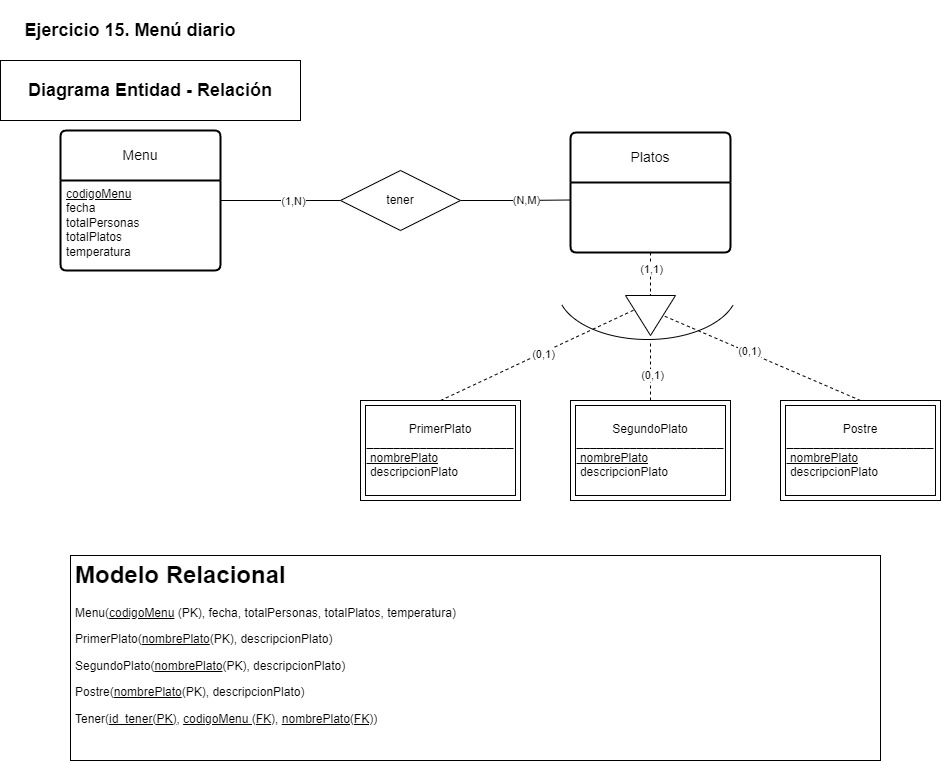 Ejercicio 15. Menú diario
Diagrama Entidad - Relación
Menu
codigoMenu
fecha
totalPersonas
totalPlatos
temperatura
(1,N)
tener
(N,M)
Platos
(1,1)
(0,1)
(0,1)
(0,1)
PrimerPlato
nombrePlato
descripcionPlato
SegundoPlato
nombrePlato
descripcionPlato
Postre
nombrePlato
descripcionPlato
Modelo Relacional
Menu(codigoMenu (PK), fecha, totalPersonas, totalPlatos, temperatura)
PrimerPlato(nombrePlato(PK), descripcionPlato)
SegundoPlato(nombrePlato(PK), descripcionPlato)
Postre(nombrePlato(PK), descripcionPlato)
Tener(id_tener(PK), codigoMenu (FK), nombrePlato(FK))